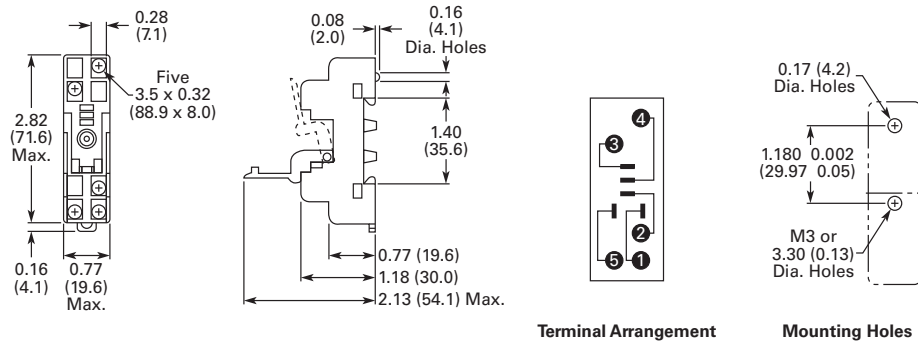 0.28
(7.1)
Five
3.5 x 0.32
(88.9 x 8.0)
2.82
(71.6)
Max.
0.16
(4.1)
0.77
(19.6)
Max.
0.08
(2.0)
0.16
(4.1)
Dia. Holes
1.40
(35.6)
0.77 (19.6)
1.18 (30.0)
2.13 (54.1) Max.
4
3
2
5
1
Terminal Arrangement
0.17 (4.2)
Dia. Holes
1.180 0.002
(29.97 0.05)
M3 or
3.30 (0.13)
Dia. Holes
Mounting Holes